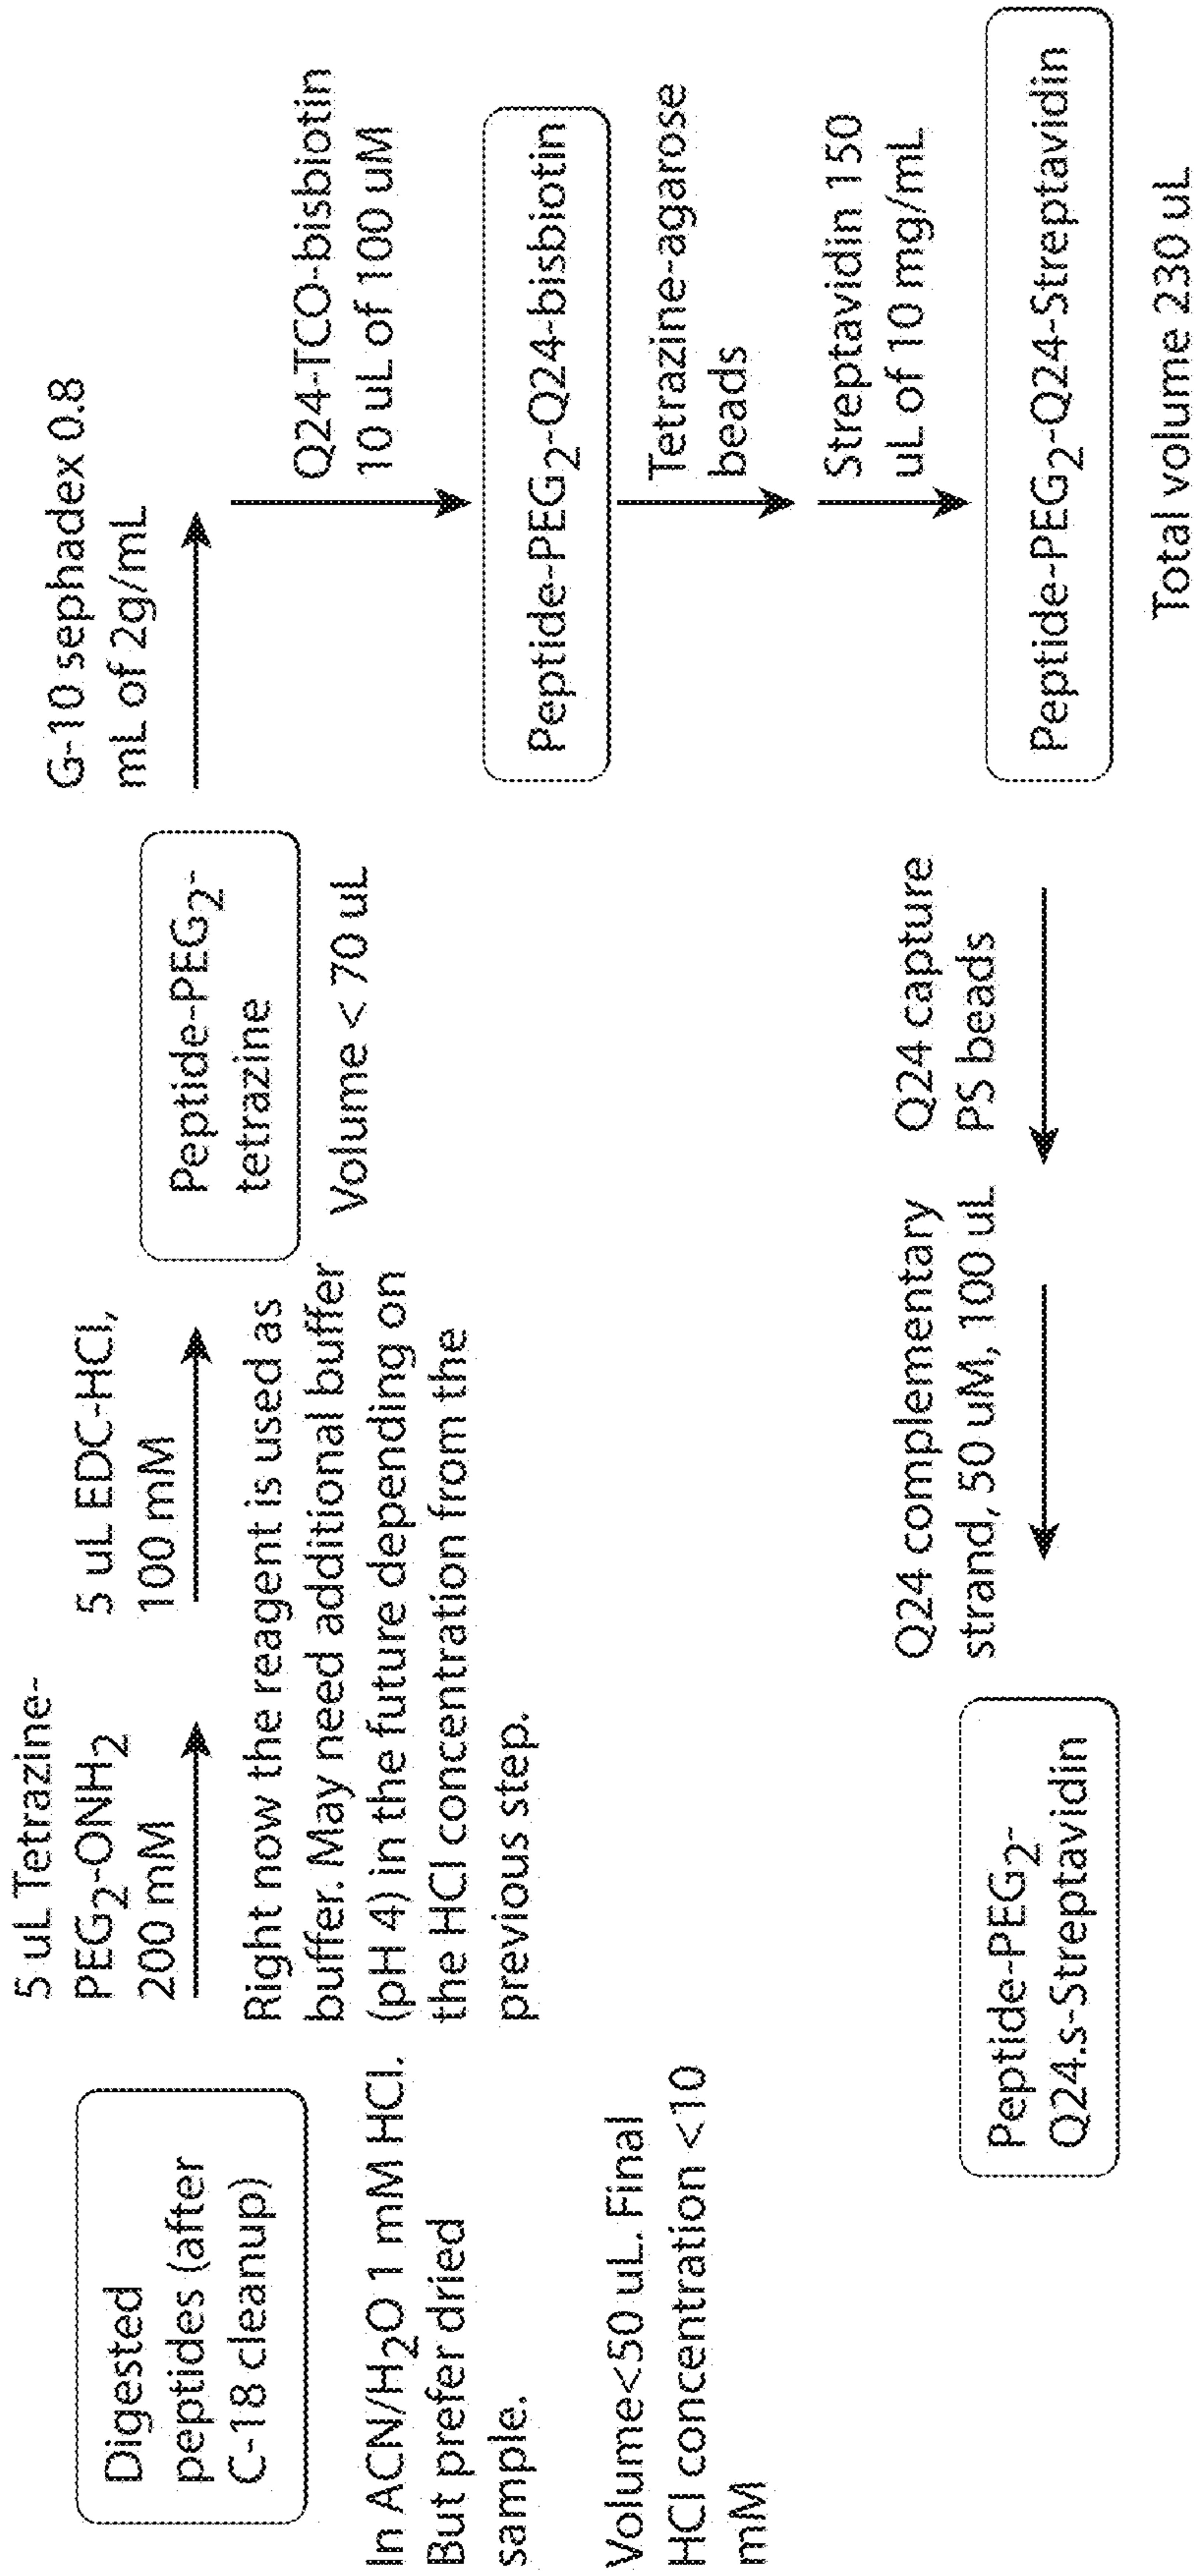 Digested
peptides (after
C-18 cleanup)
In ACN/H2O 1 mM HCl.
But prefer dried
sample.
Volume<50 uL. Final
HCl concentration <10
mM
5 uL Tetrazine-
PEG2-ONH2
200 mM
5 uL EDC-HCl,
100 mM
Right now the reagent is used as
buffer. May need additional buffer
(pH 4) in the future depending on
the HCl concentration from the
previous step.
Peptide-PEG2-
tetrazine
Volume < 70 uL
G-10 sephadex 0.8
mL of 2g/mL
Q24-TCO-bisbiotin
10 uL of 100 uM
Peptide-PEG2-Q24-bisbiotin
Tetrazine-agarose
beads
Streptavidin 150
uL of 10 mg/mL
Peptide-PEG2-Q24-Streptavidin
Total volume 230 uL
Q24 capture
PS beads
Q24 complementary
strand, 50 uM, 100 uL
Peptide-PEG2-
Q24.s-Streptavidin